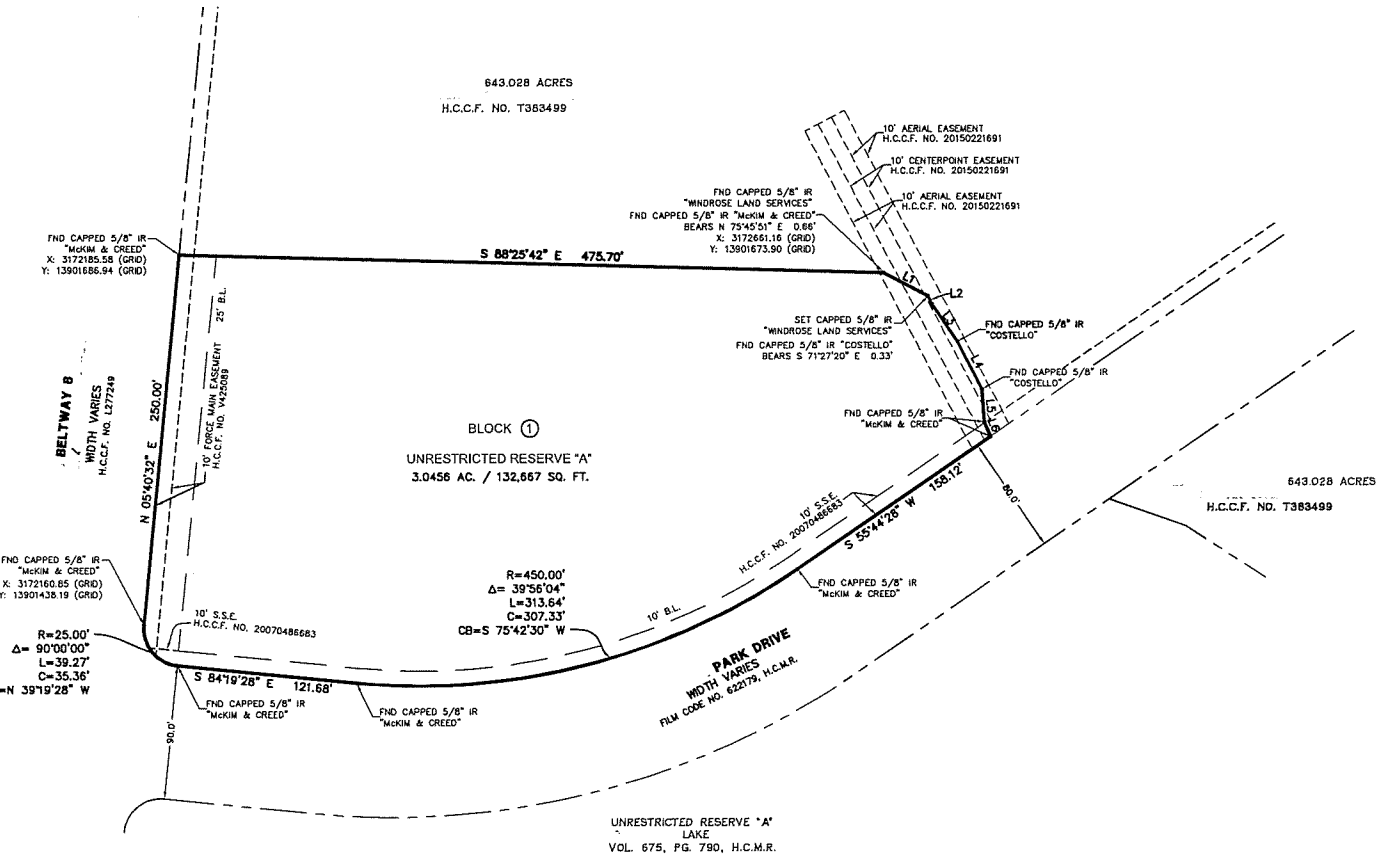 643.028 ACRES
H.C.C.F. NO. T383499
10' AERIAL EASEMENT
H.C.C.F. NO. 20150221691
10' CENTERPOINT EASEMENT
H.C.C.F. NO. 20150221691
10' AERIAL EASEMENT
H.C.C.F. NO. 20150221691
FND CAPPED 5/8" IR
"WINDROSE LAND SERVICES"
FND CAPPED 5/8" IR "McKIM & CREED"
BEARS N 75°45'51" E 0.66'
X: 3172661.16 (GRID)
Y: 13901673.90 (GRID)
FND CAPPED 5/8" IR
"McKIM & CREED"
X: 3172185.58 (GRID)
Y: 13901686.94 (GRID)
S 88°25'42" E 475.70'
L1
L2
L3
L4
L5
L6
SET CAPPED 5/8" IR
"WINDROSE LAND SERVICES"
FND CAPPED 5/8" IR "COSTELLO"
BEARS S 71°27'20" E 0.33'
FND CAPPED 5/8" IR
"COSTELLO"
FND CAPPED 5/8" IR
"COSTELLO"
FND CAPPED 5/8" IR
"McKIM & CREED"
25' B.L.
10' FORCE MAIN EASEMENT
H.C.C.F. NO. V425089
BELTWAY 8
WIDTH VARIES
H.C.C.F. NO. L277249
N 05°40'32" E 250.00'
BLOCK 1
UNRESTRICTED RESERVE "A"
3.0456 AC. / 132,667 SQ. FT.
643.028 ACRES
H.C.C.F. NO. T383499
80.0'
10' S.S.E.
H.C.C.F. NO. 20070486683
S 55°44'28" W 158.12'
FND CAPPED 5/8" IR
"McKIM & CREED"
X: 3172160.85 (GRID)
Y: 13901438.19 (GRID)
R=450.00'
Δ= 39°56'04"
L=313.64'
C=307.33'
CB=S 75°42'30" W
FND CAPPED 5/8" IR
"McKIM & CREED"
10' B.L.
10' S.S.E.
H.C.C.F. NO. 20070486683
R=25.00'
Δ= 90°00'00"
L=39.27'
C=35.36'
=N 39°19'28" W
S 84°19'28" E 121.68'
FND CAPPED 5/8" IR
"McKIM & CREED"
FND CAPPED 5/8" IR
"McKIM & CREED"
90.0'
PARK DRIVE
WIDTH VARIES
FILM CODE NO. 622179, H.C.M.R.
UNRESTRICTED RESERVE "A"
LAKE
VOL. 675, PG. 790, H.C.M.R.